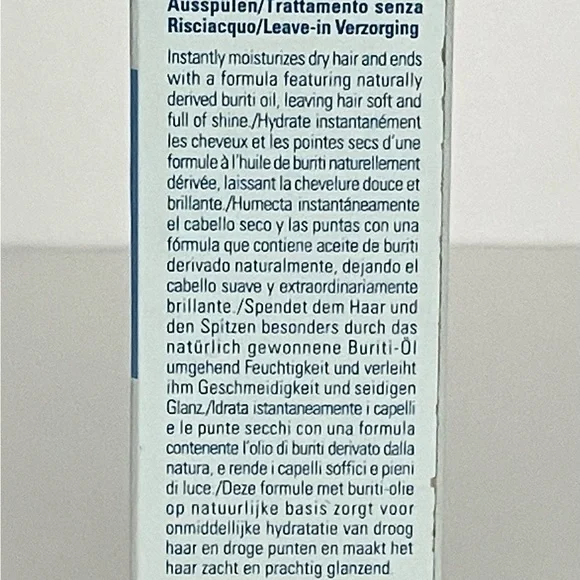 Ausspülen/Trattamento senza
Risciacquo/Leave-in Verzorging
Instantly moisturizes dry hair and ends
with a formula featuring naturally
derived buriti oil, leaving hair soft and
full of shine./Hydrate instantanément
les cheveux et les pointes secs d'une
formule à l'huile de buriti naturellement
dérivée, laissant la chevelure douce et
brillante./Humecta instantáneamente
el cabello seco y las puntas con una
fórmula que contiene aceite de buriti
derivado naturalmente, dejando el
cabello suave y extraordinariamente
brillante./Spendet dem Haar und
den Spitzen besonders durch das
natürlich gewonnene Buriti-Öl
umgehend Feuchtigkeit und verleiht
ihm Geschmeidigkeit und seidigen
Glanz./Idrata istantaneamente i capelli
e le punte secchi con una formula
contenente l'olio di buriti derivato dalla
natura, e rende i capelli soffici e pieni
di luce./Deze formule met buriti-olie
op natuurlijke basis zorgt voor
onmiddellijke hydratatie van droog
haar en droge punten en maakt het
haar zacht en prachtig glanzend.